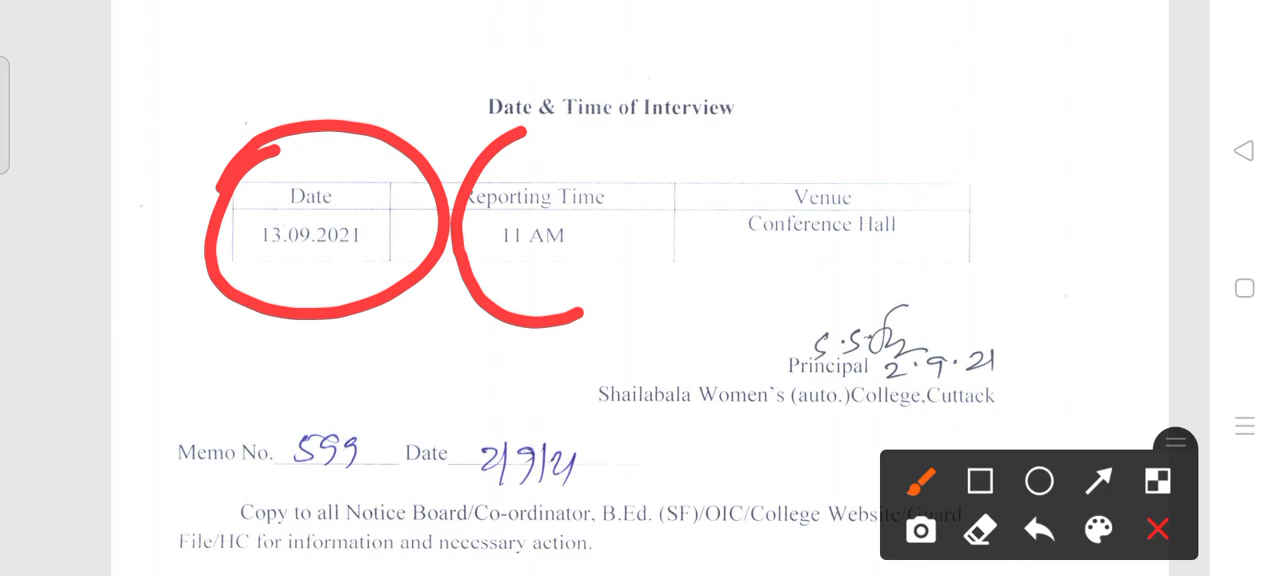 Date & Time of Interview
Date Reporting Time Venue
13.09.2021 11 AM Conference Hall
2.9.21
Principal
Shailabala Women's (auto.)College,Cuttack
Memo No. 599 Date 2/9/21
Copy to all Notice Board/Co-ordinator, B.Ed. (SF)/OIC/College Website/Guard
File/HC for information and necessary action.